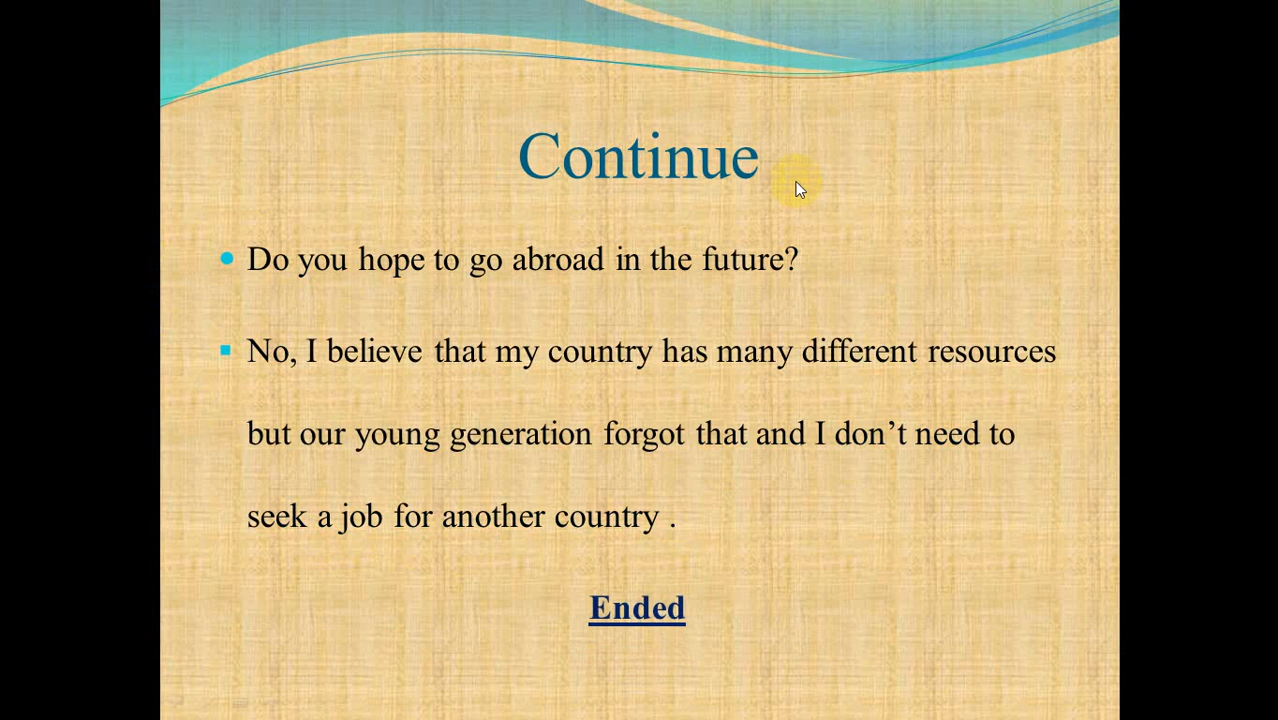 Continue
Do you hope to go abroad in the future?
No, I believe that my country has many different resources
but our young generation forgot that and I don’t need to
seek a job for another country .
Ended